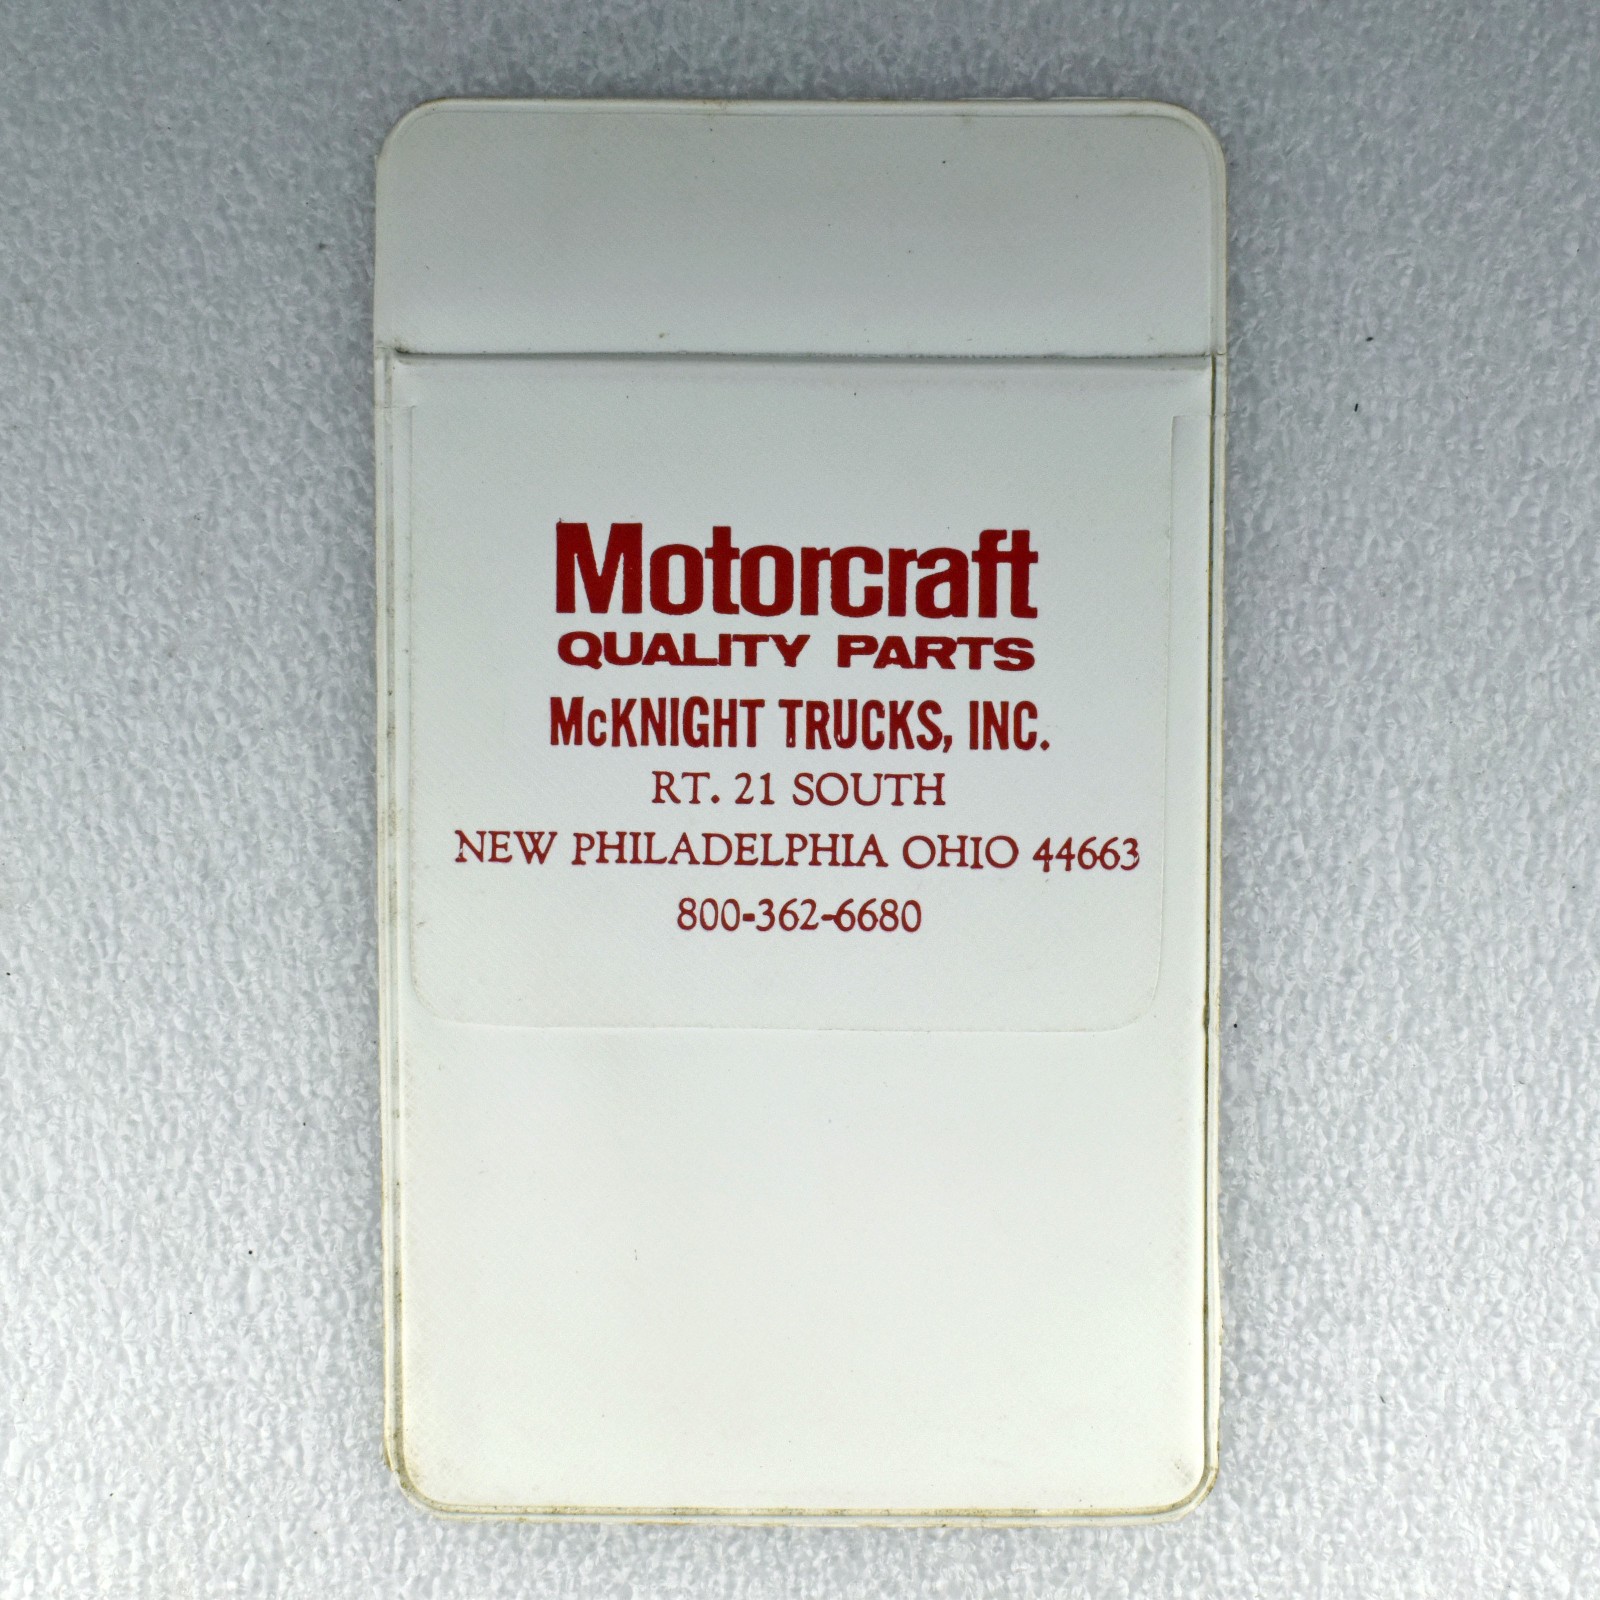 Motorcraft
QUALITY PARTS
McKNIGHT TRUCKS, INC.
RT. 21 SOUTH
NEW PHILADELPHIA OHIO 44663
800-362-6680